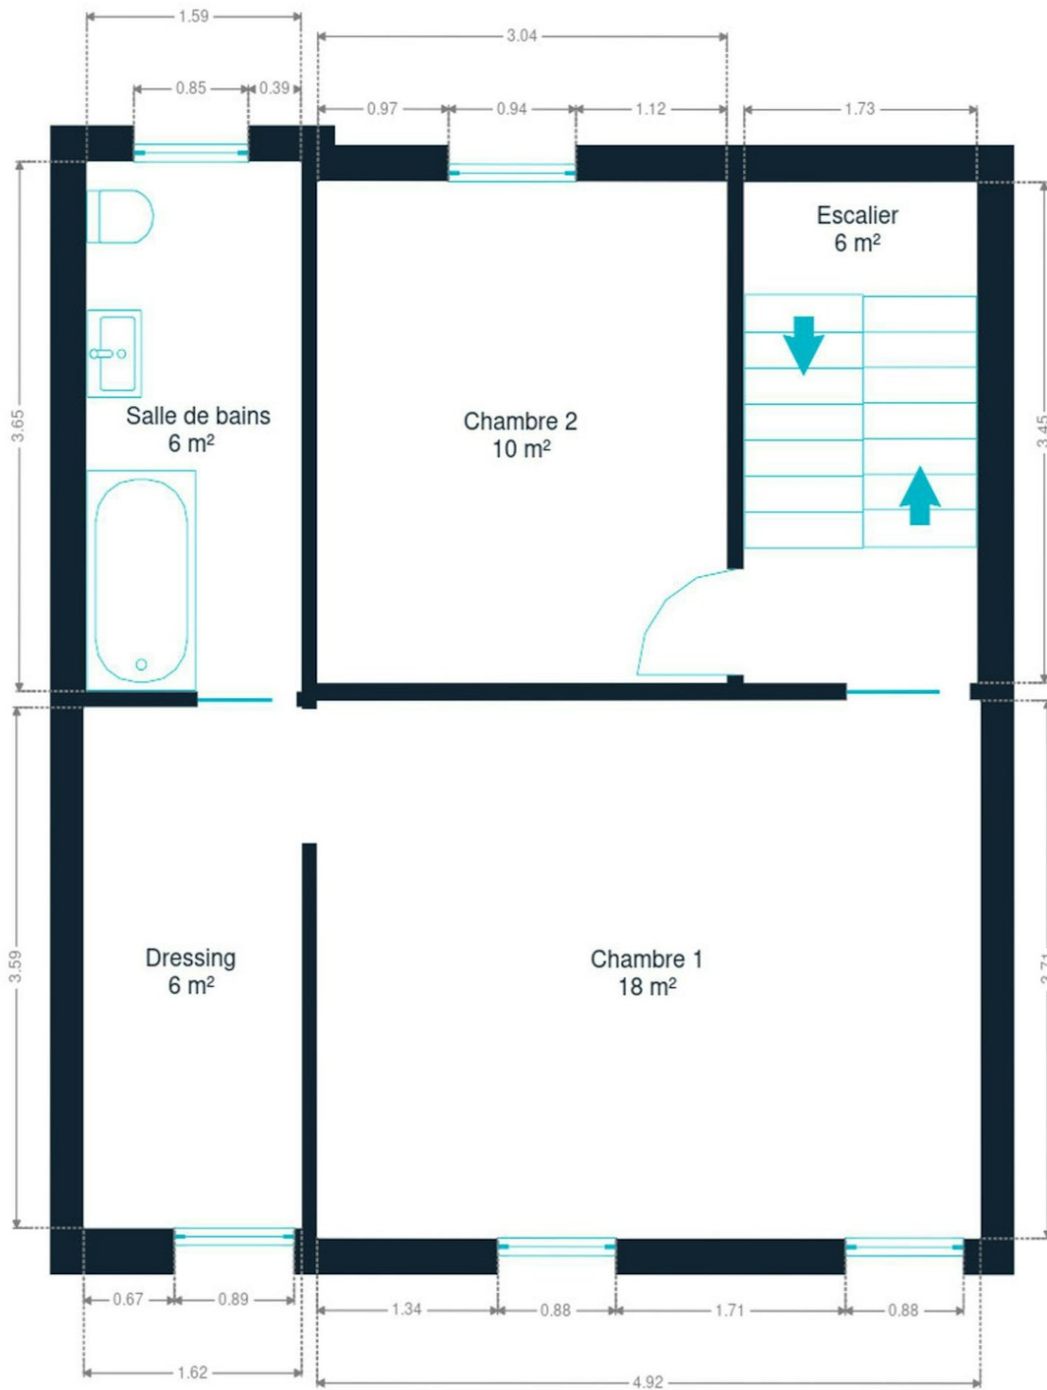 1.59
3.04
0.85
0.39
0.97
0.94
1.12
1.73
Escalier
6 m²
3.65
3.45
Salle de bains
6 m²
Chambre 2
10 m²
3.59
3.71
Dressing
6 m²
Chambre 1
18 m²
0.67
0.89
1.34
0.88
1.71
0.88
1.62
4.92